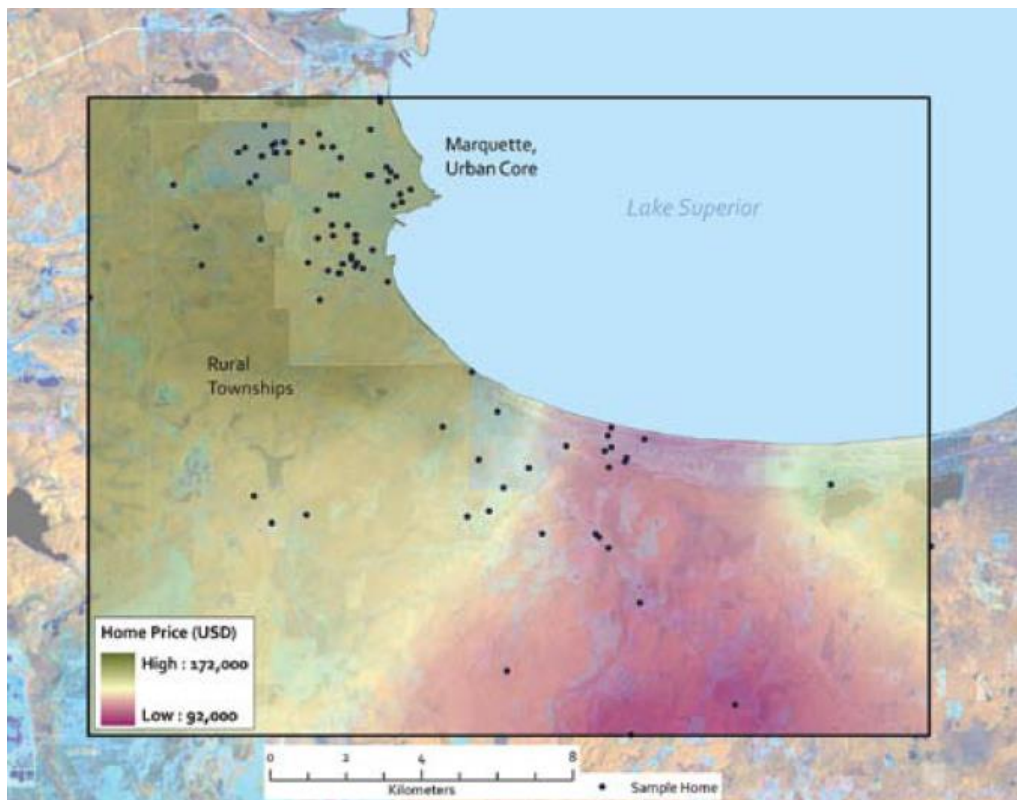 Marquette,
Urban Core
Lake Superior
Rural
Townships
Home Price (USD)
High : 172,000
Low : 92,000
0 2 4 8
Kilometers
Sample Home